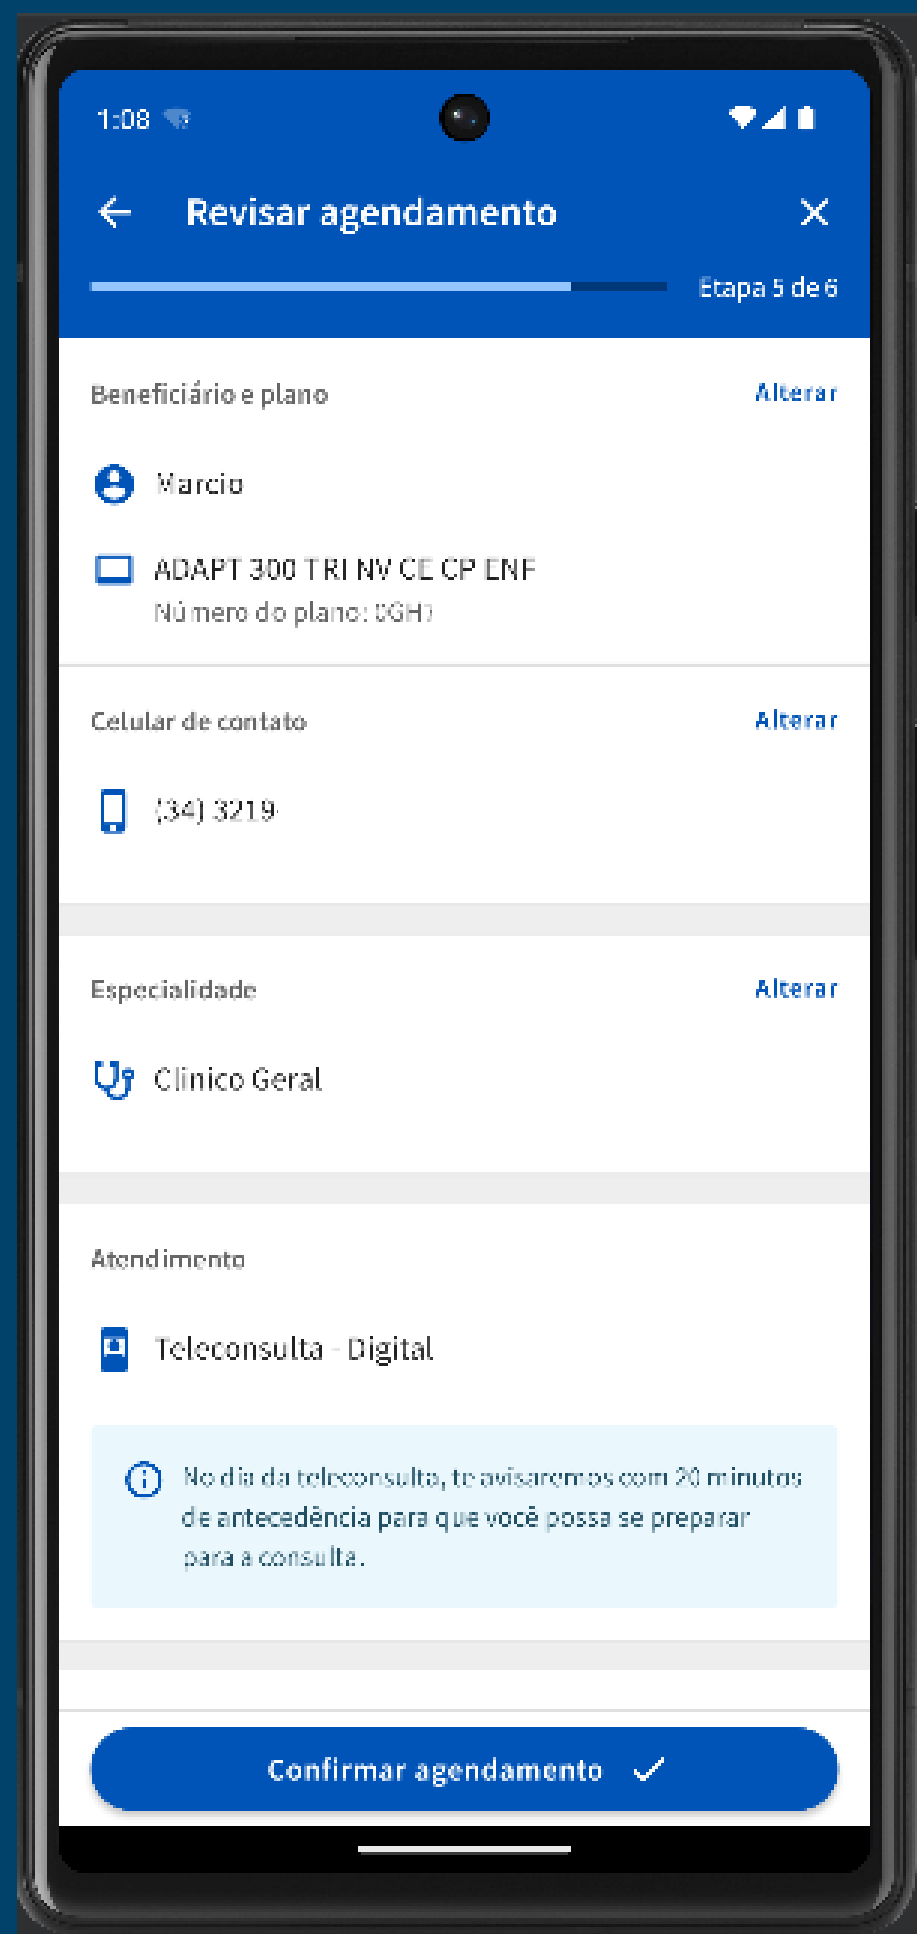 1:08
Revisar agendamento
Etapa 5 de 6
Beneficiário e plano
Alterar
Marcio
ADAPT 300 TRI NV CE CP ENF
Número do plano: 0GH7
Celular de contato
Alterar
(34) 3219
Especialidade
Alterar
Clinico Geral
Atendimento
Teleconsulta - Digital
No dia da teleconsulta, te avisaremos com 20 minutos
de antecedência para que você possa se preparar
para a consulta.
Confirmar agendamento